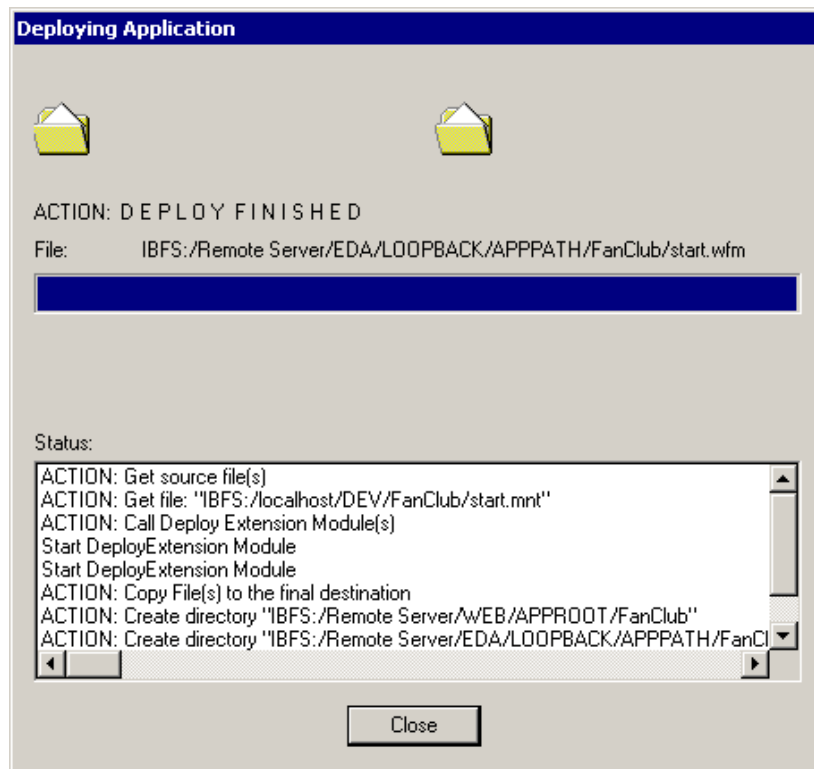 Deploying Application
ACTION: D E P L O Y F I N I S H E D
File: IBFS:/Remote Server/EDA/LOOPBACK/APPPATH/FanClub/start.wfm
Status:
ACTION: Get source file(s)
ACTION: Get file: "IBFS:/localhost/DEV/FanClub/start.mnt"
ACTION: Call Deploy Extension Module(s)
Start DeployExtension Module
Start DeployExtension Module
ACTION: Copy File(s) to the final destination
ACTION: Create directory "IBFS:/Remote Server/WEB/APPROOT/FanClub"
ACTION: Create directory "IBFS:/Remote Server/EDA/LOOPBACK/APPPATH/FanCl
Close